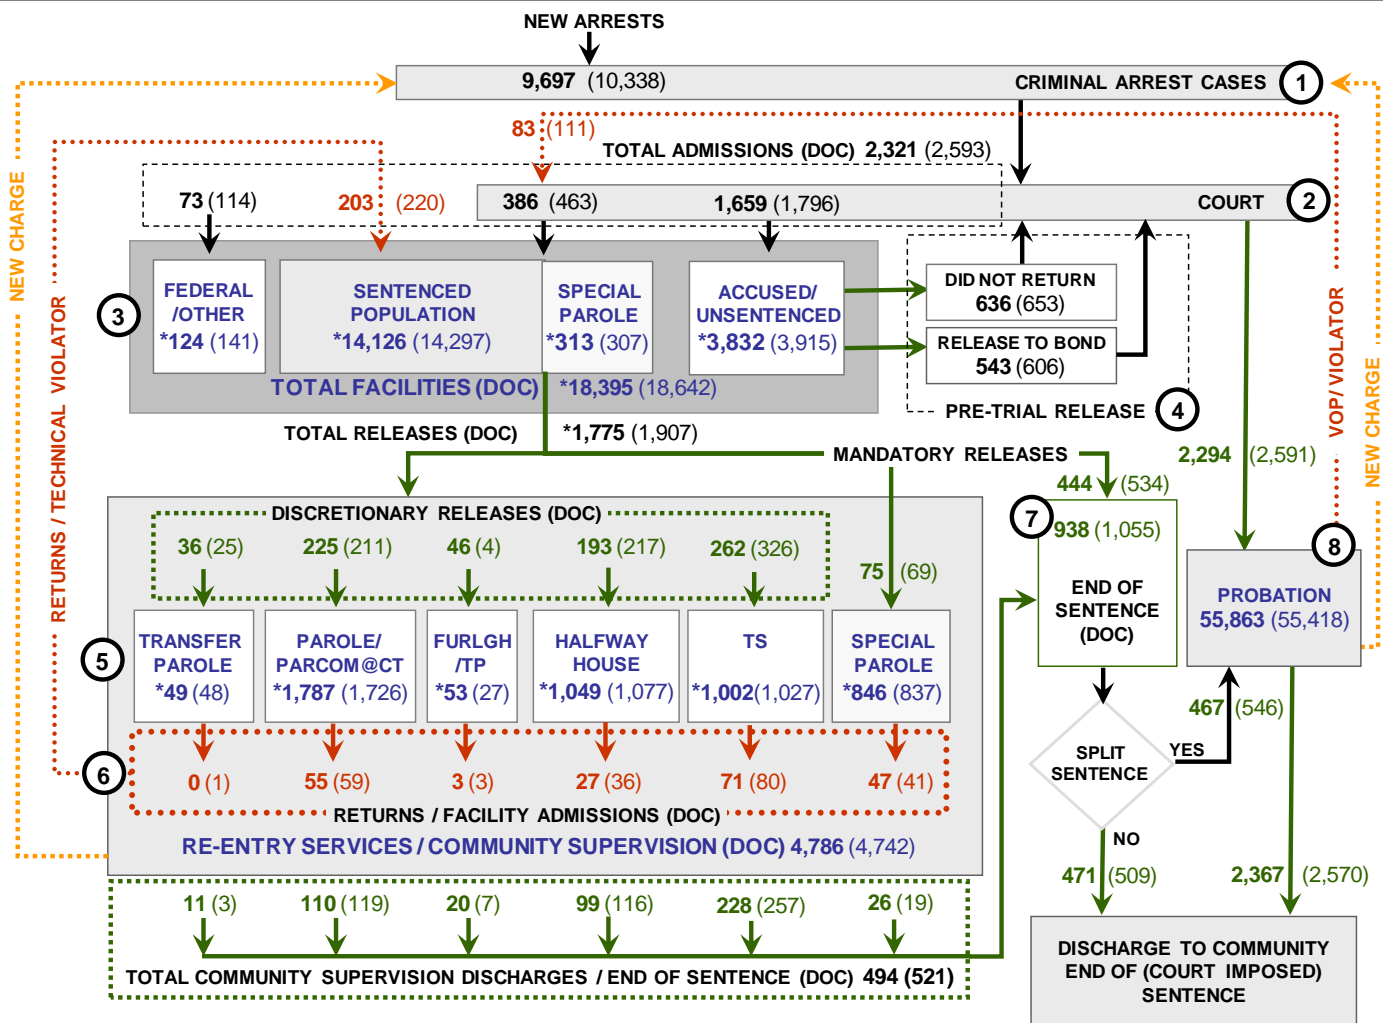 NEW ARRESTS
9,697 (10,338)
CRIMINAL ARREST CASES
1
83 (111)
TOTAL ADMISSIONS (DOC) 2,321 (2,593)
73 (114)
203 (220)
386 (463)
1,659 (1,796)
COURT
2
NEW CHARGE
RETURNS / TECHNICAL VIOLATOR
3
FEDERAL
/OTHER
*124 (141)
SENTENCED
POPULATION
*14,126 (14,297)
SPECIAL
PAROLE
*313 (307)
ACCUSED/
UNSENTENCED
*3,832 (3,915)
TOTAL FACILITIES (DOC) *18,395 (18,642)
DID NOT RETURN
636 (653)
RELEASE TO BOND
543 (606)
PRE-TRIAL RELEASE
4
VOP/ VIOLATOR
NEW CHARGE
TOTAL RELEASES (DOC) *1,775 (1,907)
MANDATORY RELEASES
2,294 (2,591)
444 (534)
7
938 (1,055)
END OF
SENTENCE
(DOC)
8
PROBATION
55,863 (55,418)
DISCRETIONARY RELEASES (DOC)
36 (25)
225 (211)
46 (4)
193 (217)
262 (326)
75 (69)
5
TRANSFER
PAROLE
*49 (48)
PAROLE/
PARCOM@CT
*1,787 (1,726)
FURLGH
/TP
*53 (27)
HALFWAY
HOUSE
*1,049 (1,077)
TS
*1,002(1,027)
SPECIAL
PAROLE
*846 (837)
467 (546)
6
0 (1)
55 (59)
3 (3)
27 (36)
71 (80)
47 (41)
SPLIT
SENTENCE
YES
NO
RETURNS / FACILITY ADMISSIONS (DOC)
RE-ENTRY SERVICES / COMMUNITY SUPERVISION (DOC) 4,786 (4,742)
471 (509)
2,367 (2,570)
11 (3)
110 (119)
20 (7)
99 (116)
228 (257)
26 (19)
TOTAL COMMUNITY SUPERVISION DISCHARGES / END OF SENTENCE (DOC) 494 (521)
DISCHARGE TO COMMUNITY
END OF (COURT IMPOSED)
SENTENCE